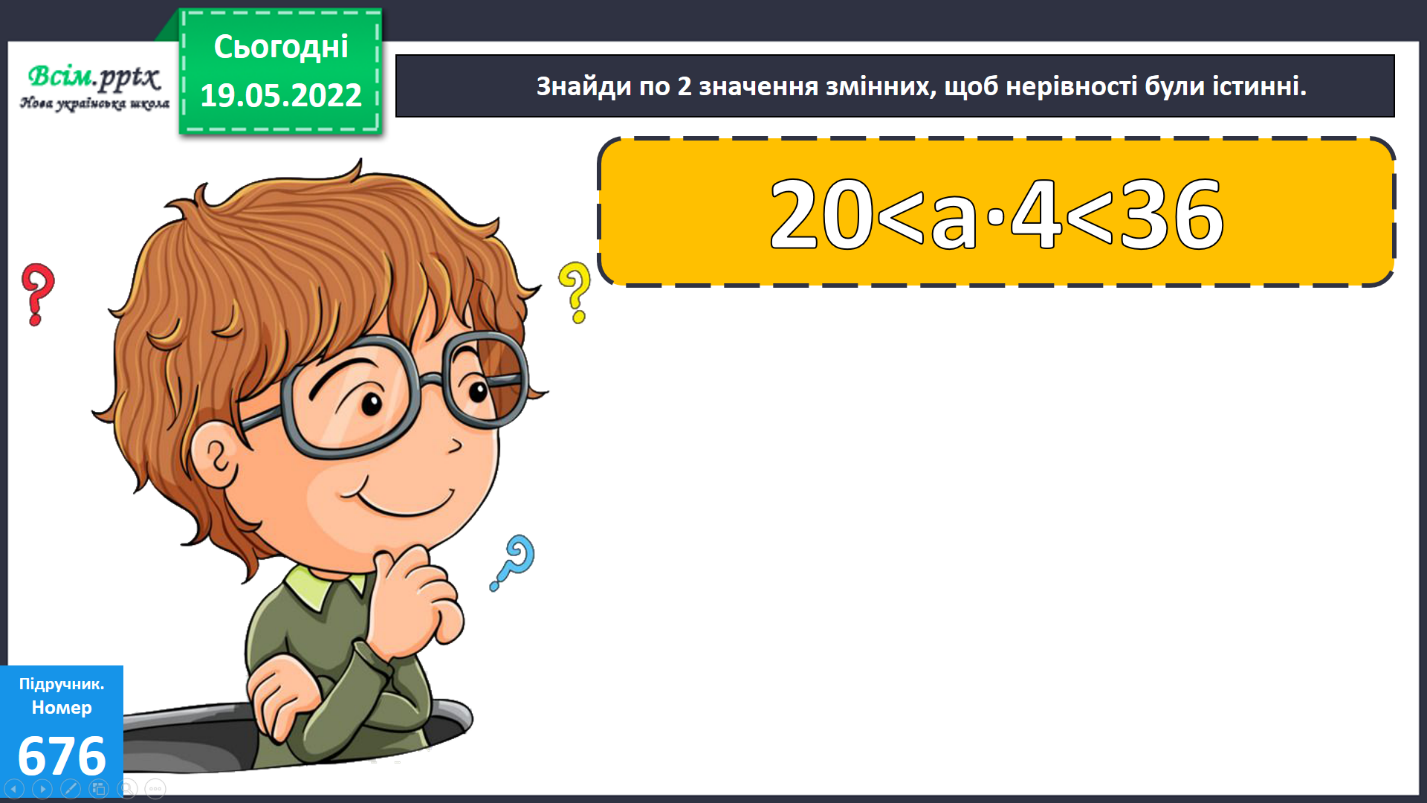 Сьогодні
19.05.2022
Всім.pptx
Нова українська школа
Знайди по 2 значення змінних, щоб нерівності були істинні.
20<а·4<36
?
?
?
Підручник.
Номер
676